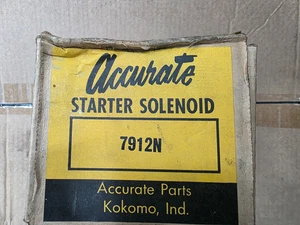 Accurate
STARTER SOLENOID
7912N
Accurate Parts
Kokomo, Ind.